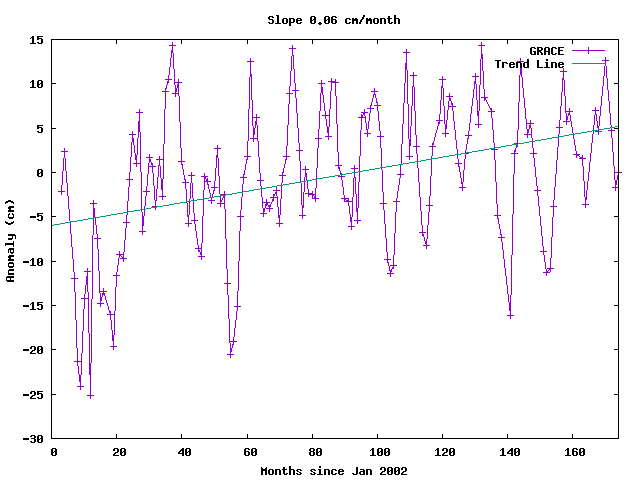 Slope 0.06 cm/month
GRACE
Trend Line
15
10
5
0
-5
-10
-15
-20
-25
-30
Anomaly (cm)
0 20 40 60 80 100 120 140 160
Months since Jan 2002